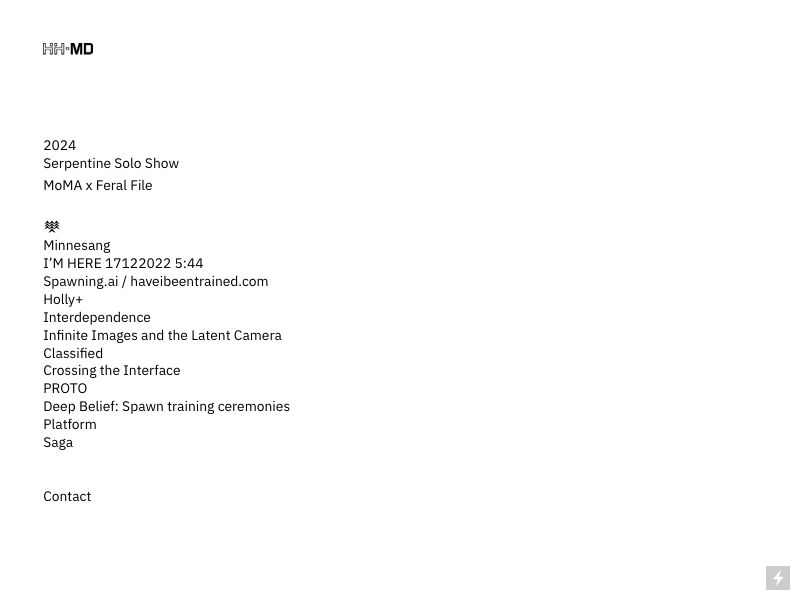 HH-MD
2024
Serpentine Solo Show
MoMA x Feral File
Minnesang
I’M HERE 17122022 5:44
Spawning.ai / haveibeentrained.com
Holly+
Interdependence
Infinite Images and the Latent Camera
Classified
Crossing the Interface
PROTO
Deep Belief: Spawn training ceremonies
Platform
Saga
Contact